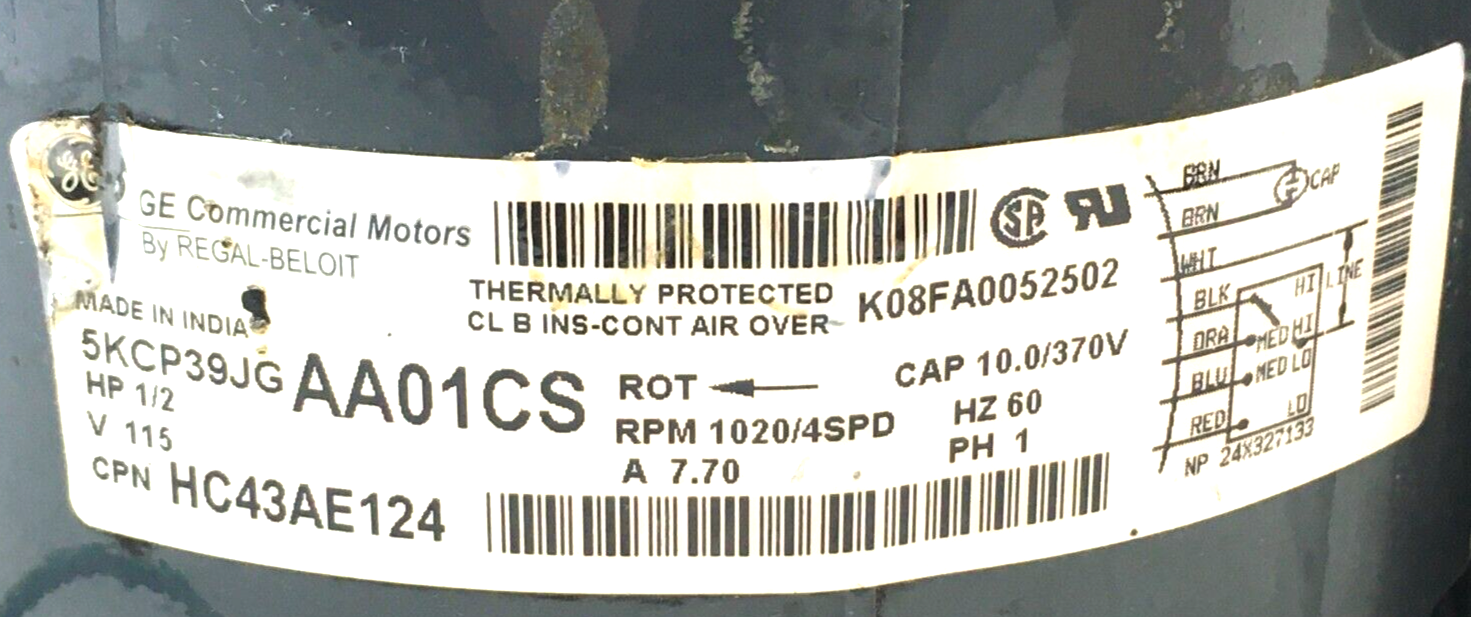 GE
GE Commercial Motors
By REGAL-BELOIT
MADE IN INDIA
THERMALLY PROTECTED
CL B INS-CONT AIR OVER
K08FA0052502
5KCP39JG AA01CS
HP 1/2
V 115
CPN HC43AE124
ROT
RPM 1020/4SPD
A 7.70
CAP 10.0/370V
HZ 60
PH 1
BRN
CAP
BRN
WHT
BLK
HI
LINE
ORA
MED HI
BLU
MED LO
RED
LO
NP 24X327133